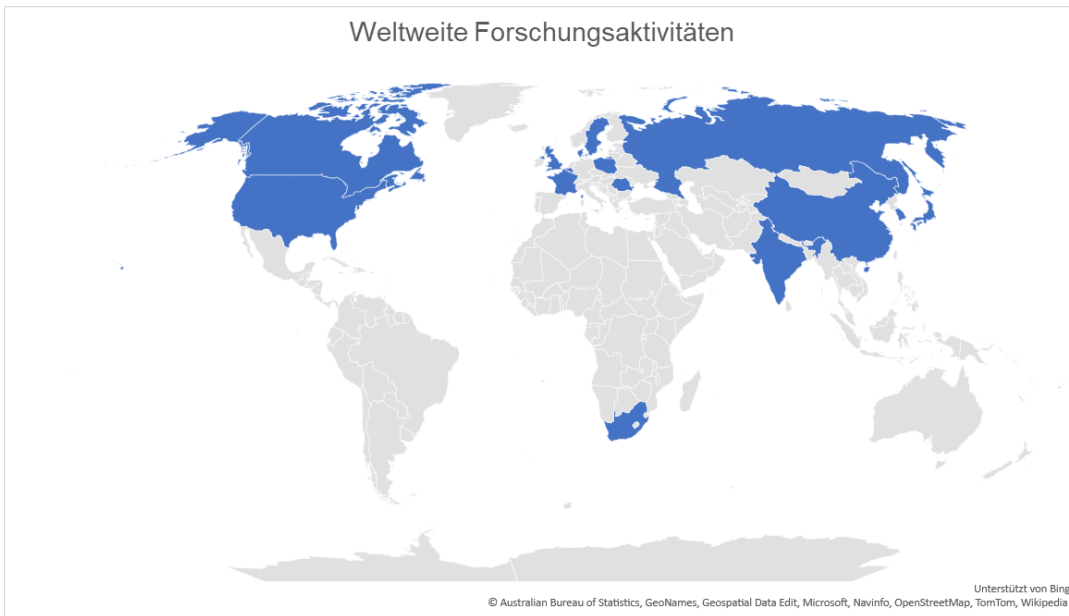 Weltweite Forschungsaktivitäten
Unterstützt von Bing
© Australian Bureau of Statistics, GeoNames, Geospatial Data Edit, Microsoft, Navinfo, OpenStreetMap, TomTom, Wikipedia